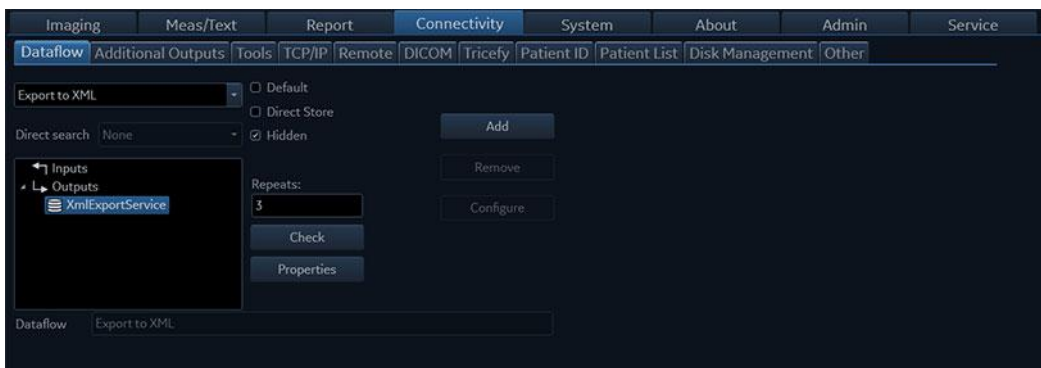 Imaging Meas/Text Report Connectivity System About Admin Service
Dataflow Additional Outputs Tools TCP/IP Remote DICOM Tricefy Patient ID Patient List Disk Management Other
Export to XML
Default
Direct Store
Direct search None
Hidden
Add
Inputs
Remove
Outputs
Repeats:
XmlExportService
3
Configure
Check
Properties
Dataflow Export to XML